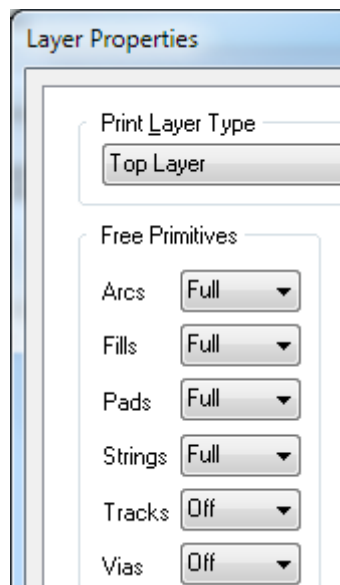 Layer Properties
Print Layer Type
Top Layer
Free Primitives
Arcs Full
Fills Full
Pads Full
Strings Full
Tracks Off
Vias Off